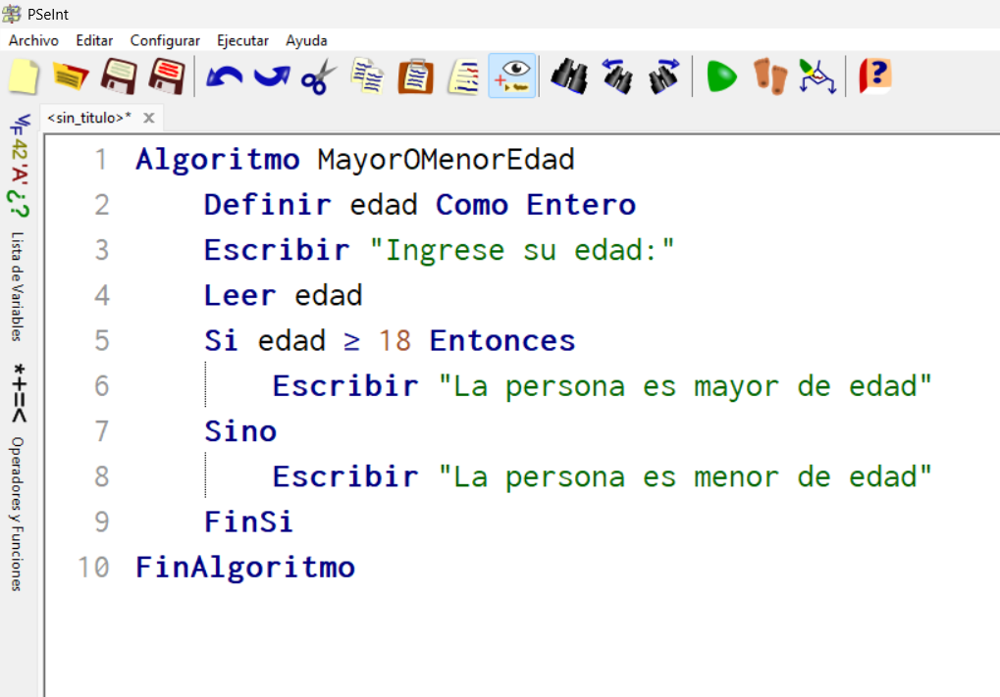 PSeInt
Archivo Editar Configurar Ejecutar Ayuda
<sin_titulo>* x
1 Algoritmo MayorOMenorEdad
2 Definir edad Como Entero
3 Escribir "Ingrese su edad:"
4 Leer edad
5 Si edad ≥ 18 Entonces
6 Escribir "La persona es mayor de edad"
7 Sino
8 Escribir "La persona es menor de edad"
9 FinSi
10 FinAlgoritmo
V/F 42 'A' ¿?
Lista de Variables
*+=<
Operadores y Funciones